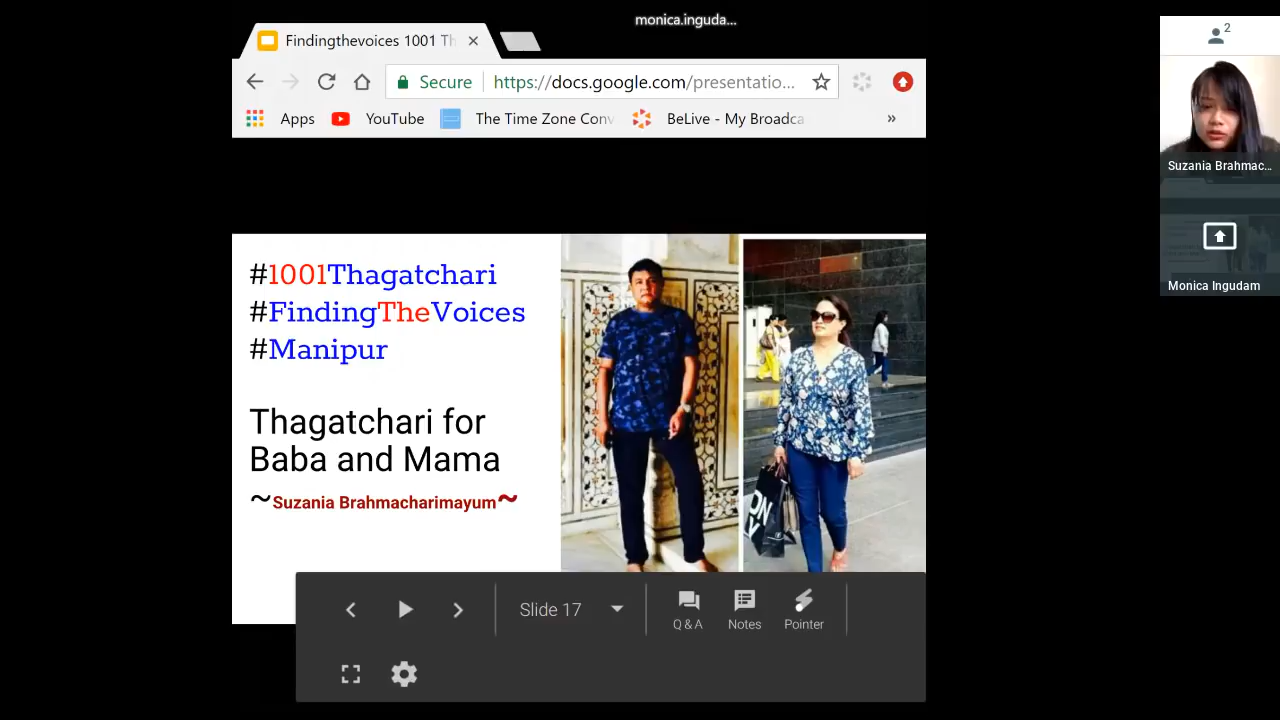 monica.inguda...
Findingthevoices 1001 Th
Secure https://docs.google.com/presentatio...
Apps YouTube The Time Zone Conv BeLive - My Broadca »
#1001Thagatchari
#FindingTheVoices
#Manipur
Thagatchari for
Baba and Mama
~Suzania Brahmacharimayum~
ONLY
Slide 17
Q & A Notes Pointer
2
Suzania Brahmac...
Monica Ingudam